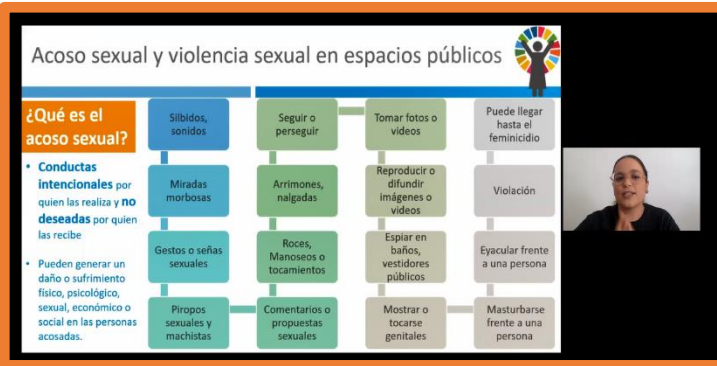 Acoso sexual y violencia sexual en espacios públicos
¿Qué es el
acoso sexual?
• Conductas
intencionales por
quien las realiza y no
deseadas por quien
las recibe
• Pueden generar un
daño o sufrimiento
físico, psicológico,
sexual, económico o
social en las personas
acosadas.
Silbidos,
sonidos
Miradas
morbosas
Gestos o señas
sexuales
Piropos
sexuales y
machistas
Comentarios o
propuestas
sexuales
Roces,
Manoseos o
tocamientos
Arrimones,
nalgadas
Seguir o
perseguir
Tomar fotos o
videos
Reproducir o
difundir
imágenes o
videos
Espiar en
baños,
vestidores
públicos
Mostrar o
tocarse
genitales
Masturbarse
frente a una
persona
Eyacular frente
a una persona
Violación
Puede llegar
hasta el
feminicidio